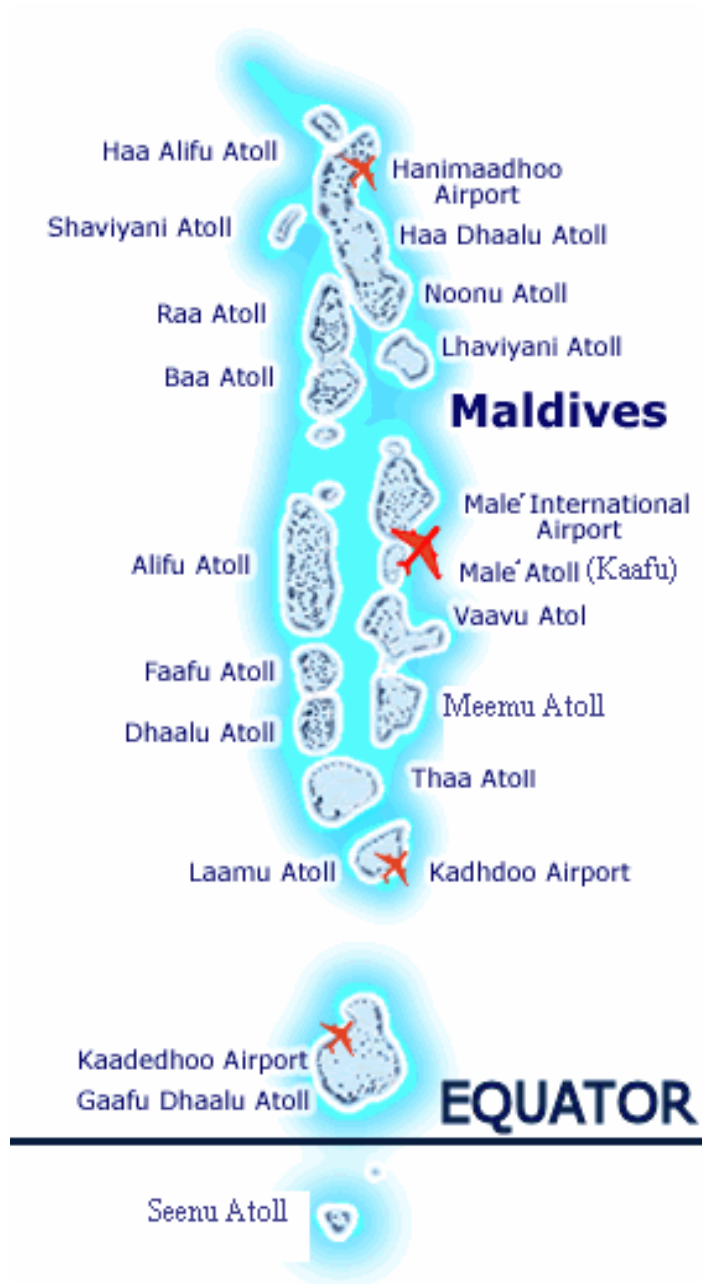 Haa Alifu Atoll
Hanimaadhoo
Airport
Shaviyani Atoll
Haa Dhaalu Atoll
Noonu Atoll
Raa Atoll
Lhaviyani Atoll
Baa Atoll
Maldives
Male´ International
Airport
Alifu Atoll
Male´ Atoll (Kaafu)
Vaavu Atol
Faafu Atoll
Meemu Atoll
Dhaalu Atoll
Thaa Atoll
Laamu Atoll
Kadhdoo Airport
Kaadedhoo Airport
Gaafu Dhaalu Atoll
EQUATOR
Seenu Atoll